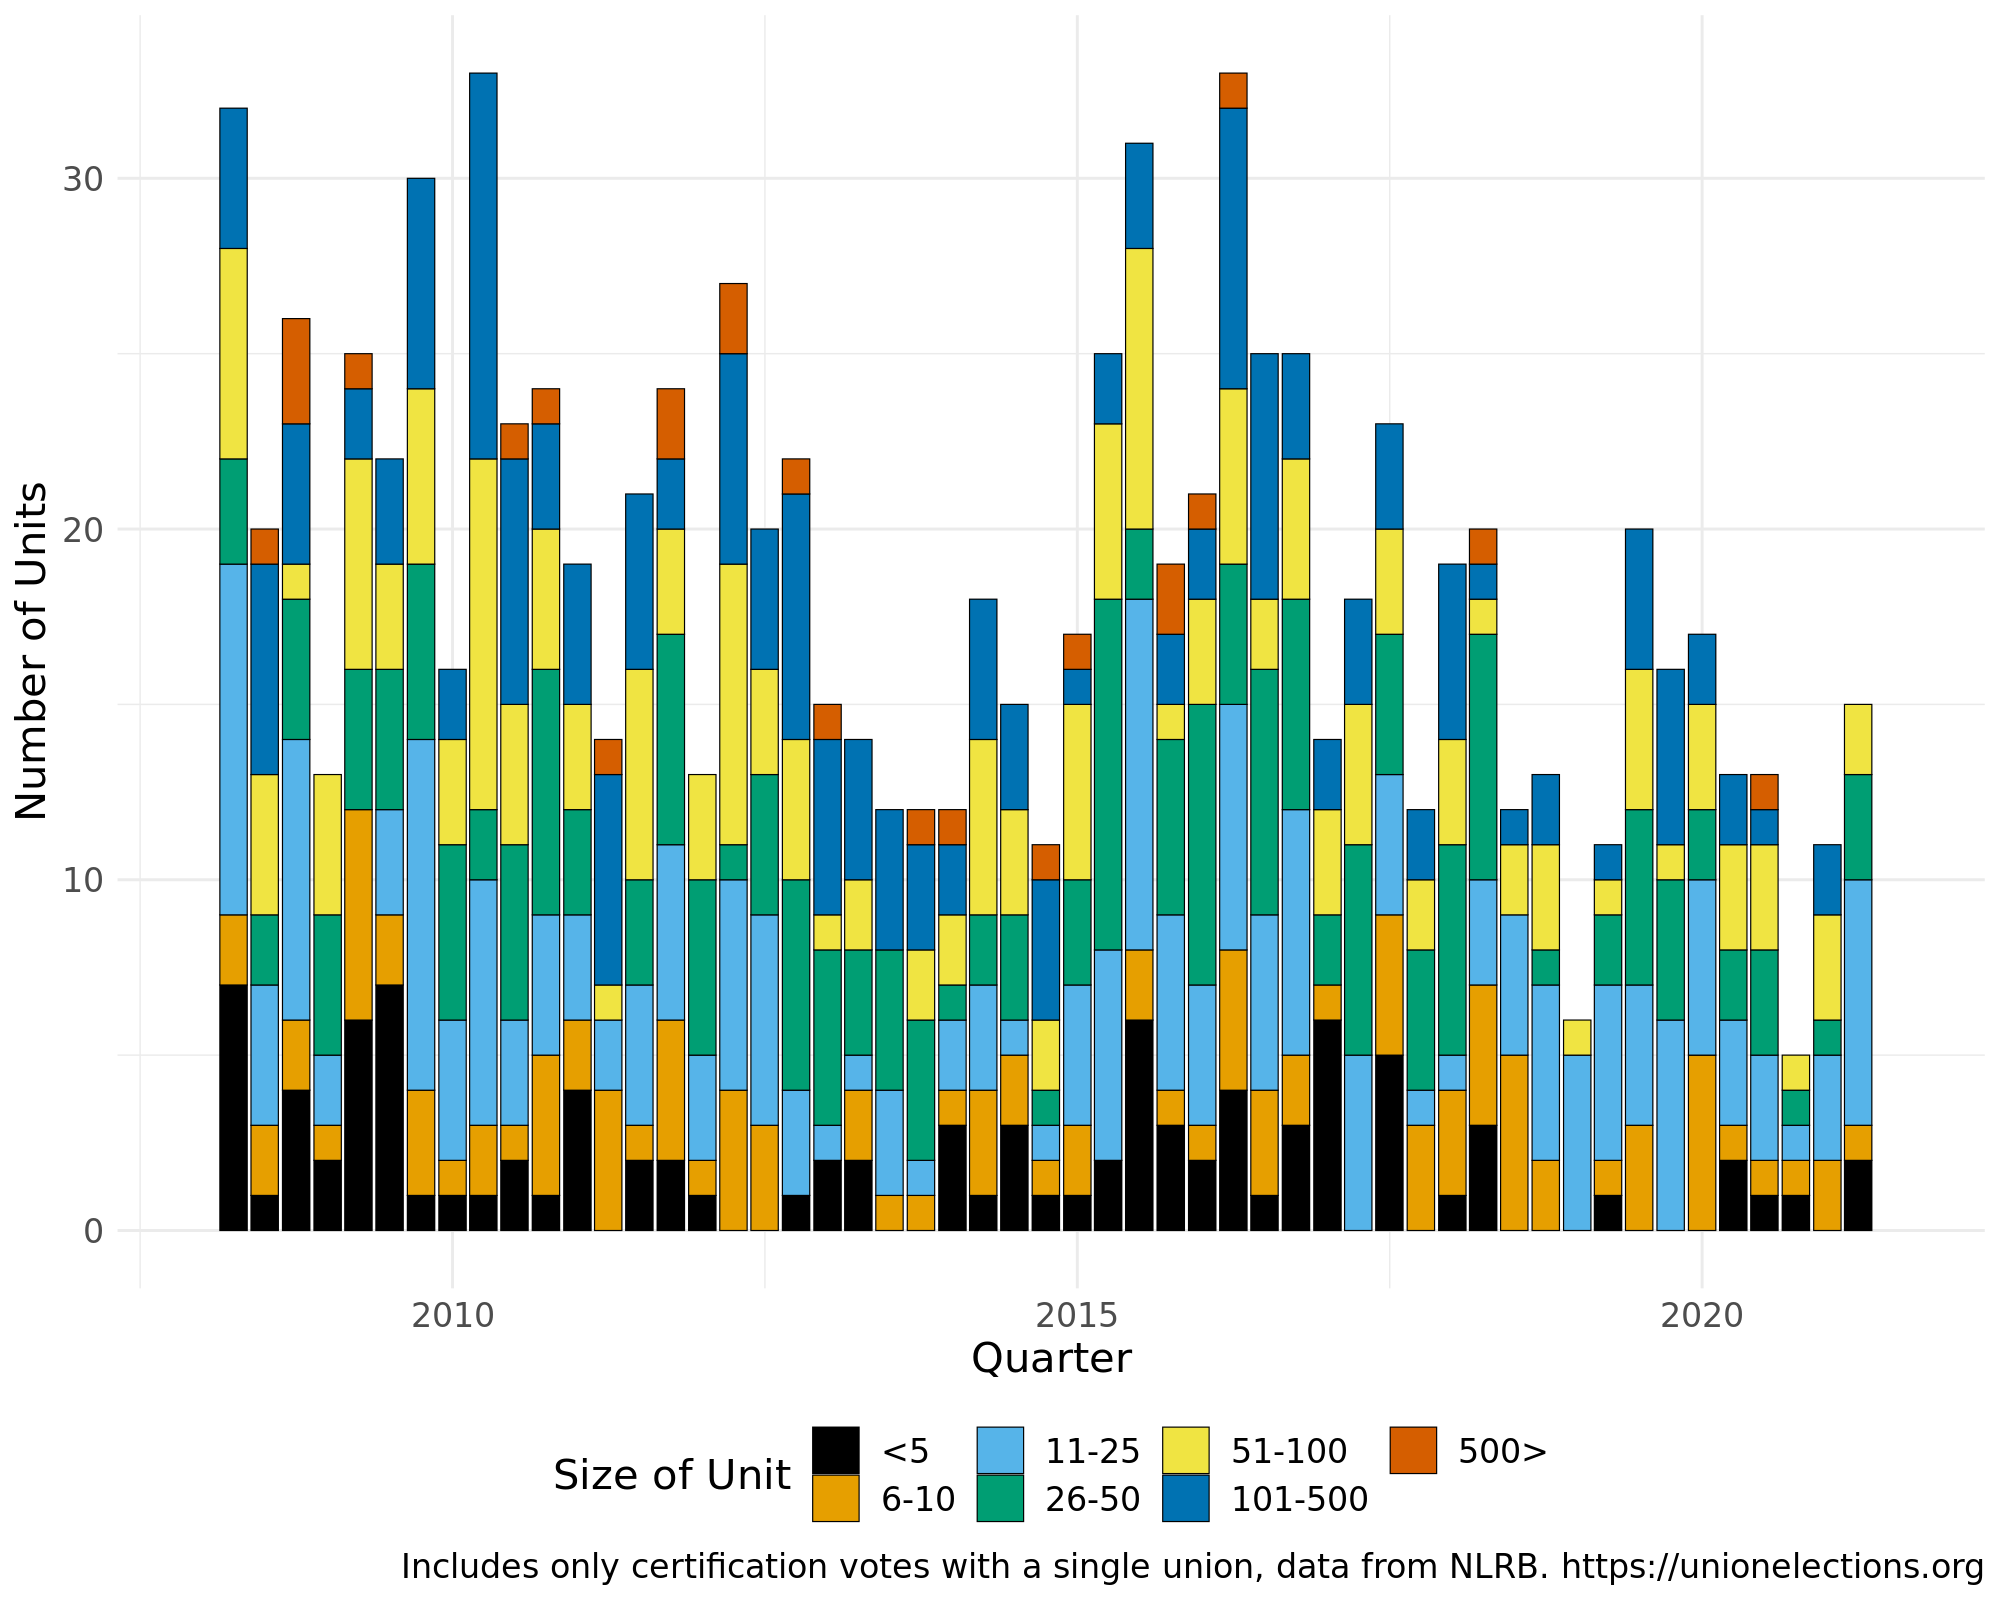 30
20
10
0
Number of Units
2010 2015 2020
Quarter
Size of Unit
<5 11-25 51-100 500>
6-10 26-50 101-500
Includes only certification votes with a single union, data from NLRB. https://unionelections.org